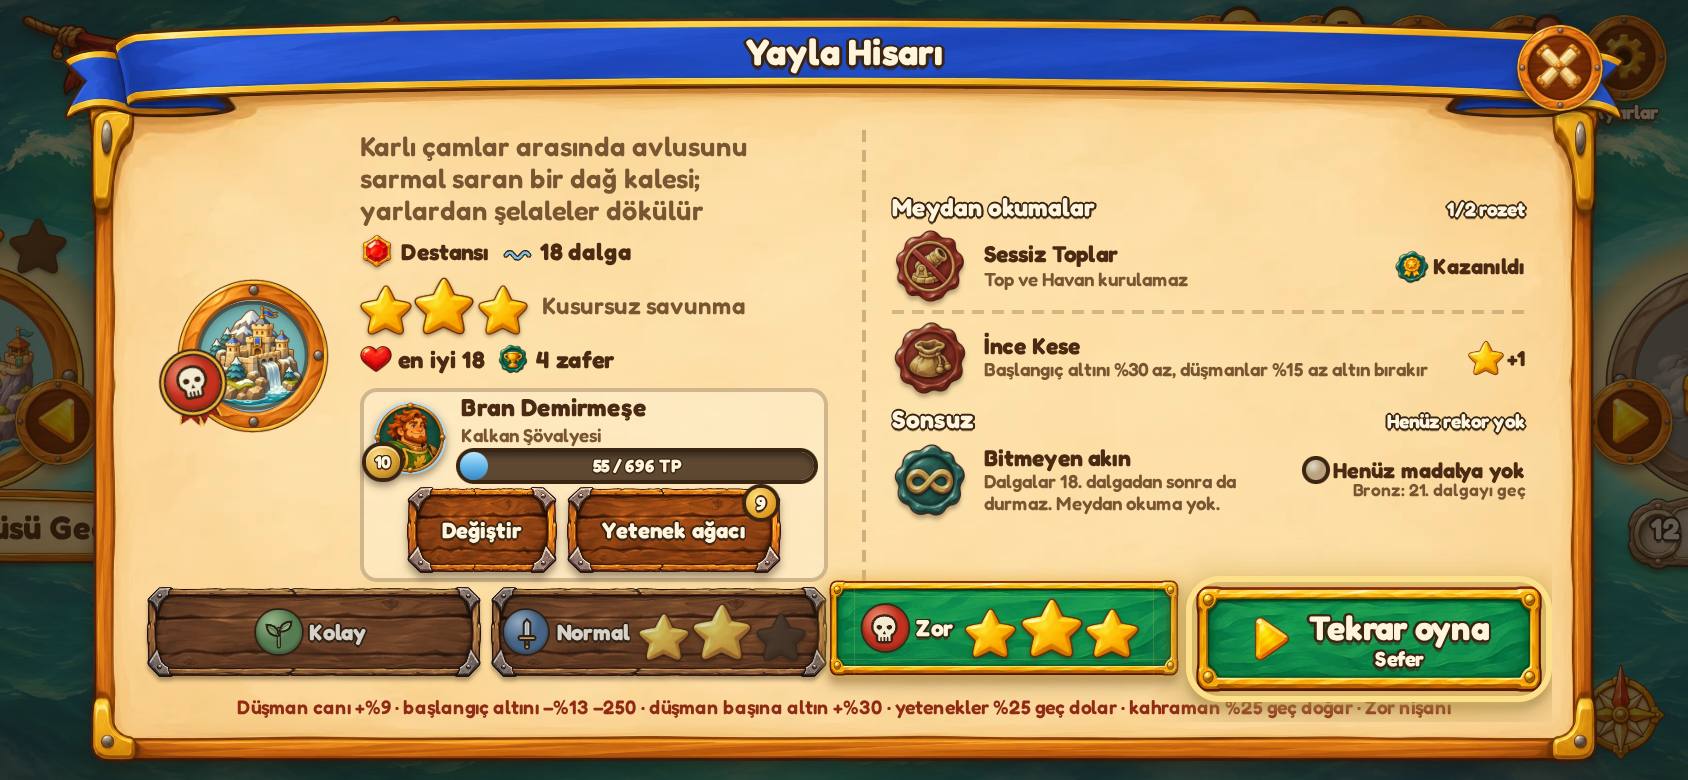 Yayla Hisarı
Karlı çamlar arasında avlusunu
sarmal saran bir dağ kalesi;
yarlardan şelaleler dökülür
Destansı 18 dalga
Kusursuz savunma
en iyi 18 4 zafer
Bran Demirmeşe
Kalkan Şövalyesi
10
55 / 696 TP
Değiştir
Yetenek ağacı
9
Meydan okumalar
1/2 rozet
Sessiz Toplar
Top ve Havan kurulamaz
Kazanıldı
İnce Kese
Başlangıç altını %30 az, düşmanlar %15 az altın bırakır
+1
Sonsuz
Henüz rekor yok
Bitmeyen akın
Dalgalar 18. dalgadan sonra da
durmaz. Meydan okuma yok.
Henüz madalya yok
Bronz: 21. dalgayı geç
Kolay
Normal
Zor
Tekrar oyna
Sefer
Düşman canı +%9 · başlangıç altını −%13 −250 · düşman başına altın +%30 · yetenekler %25 geç dolar · kahraman %25 geç doğar · Zor nişanı
12